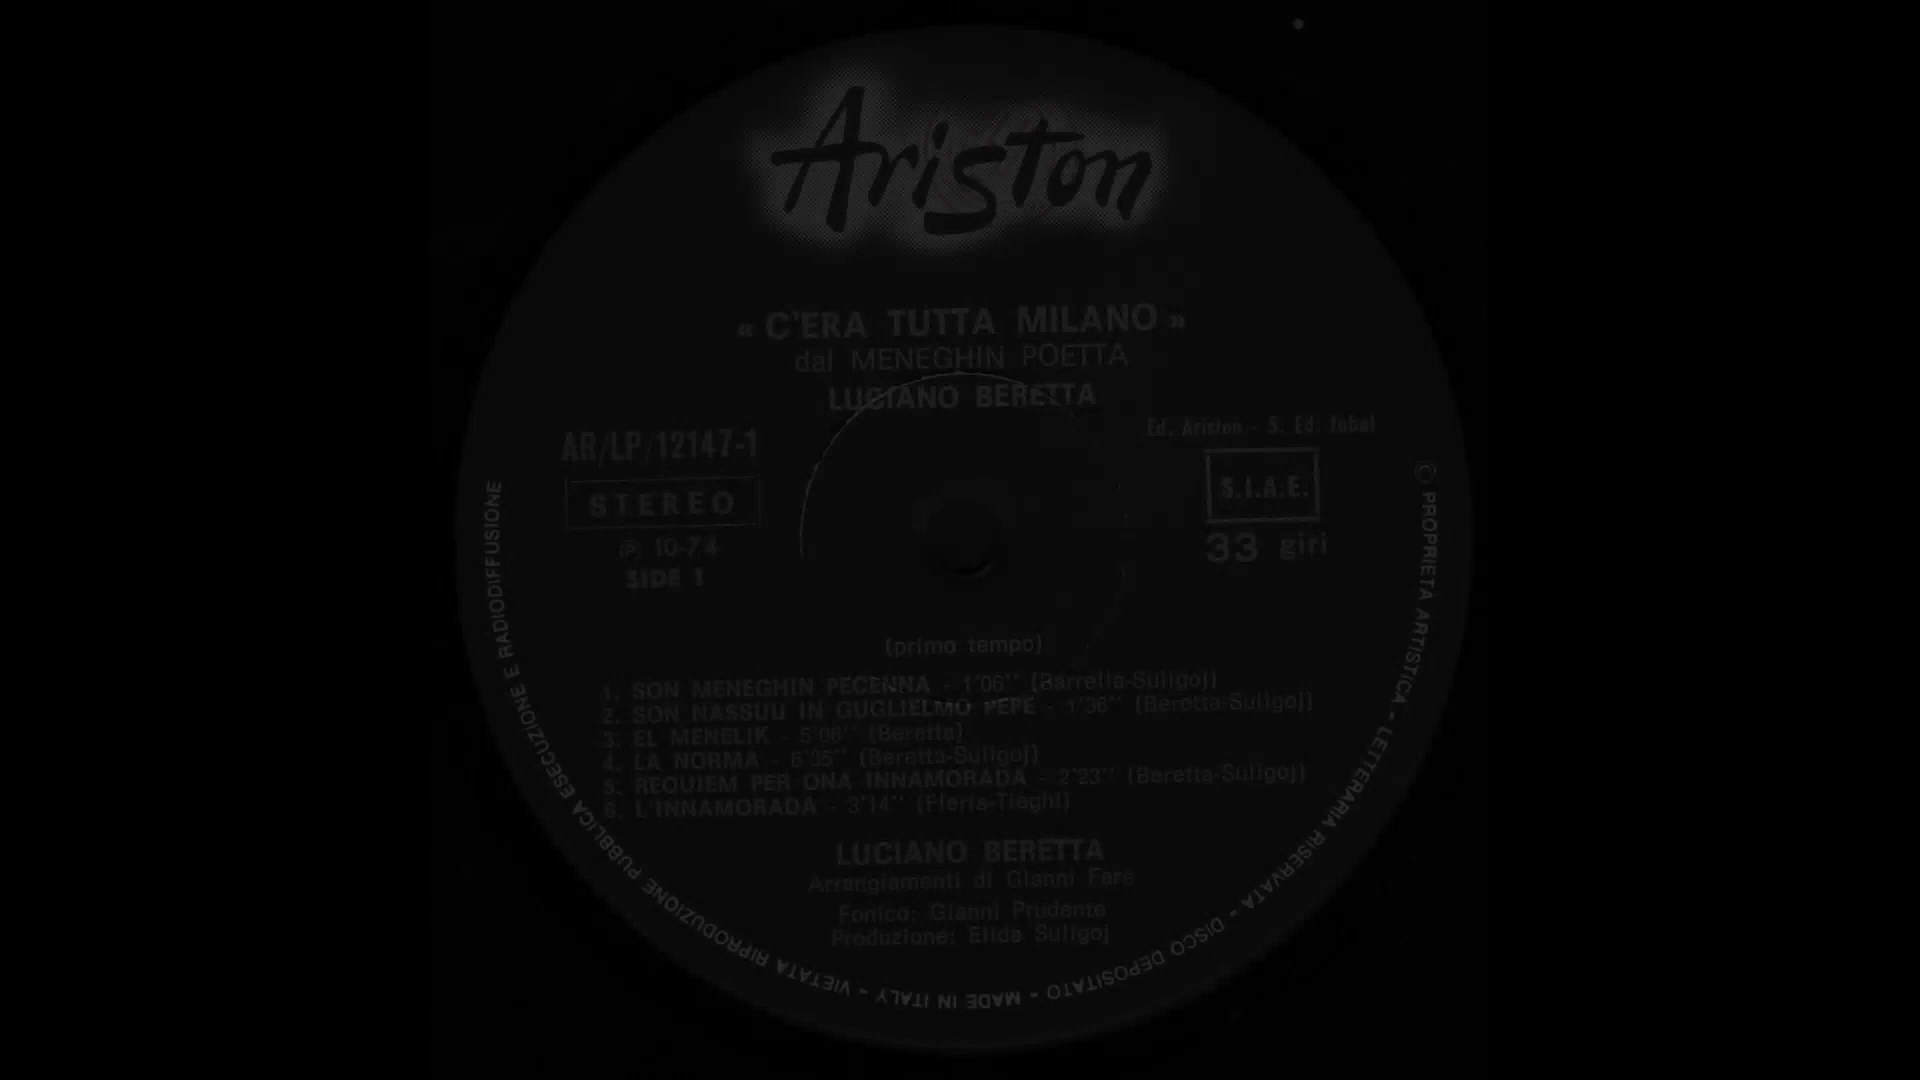 Ariston
« C'ERA TUTTA MILANO »
dal MENEGHIN POETTA
LUCIANO BERETTA
AR/LP/12147-1
STEREO
℗ 10-74
SIDE 1
Ed. Ariston - S. Ed. Jubal
S.I.A.E.
33 giri
(primo tempo)
1. SON MENEGHIN PECENNA - 1'06'' (Barretta-Suligoj)
2. SON NASSUU IN GUGLIELMO PEPE - 1'36'' (Beretta-Suligoj)
3. EL MENELIK - 5'06'' (Beretta)
4. LA NORMA - 6'35'' (Beretta-Suligoj)
5. REQUIEM PER ONA INNAMORADA - 2'23'' (Beretta-Suligoj)
6. L'INNAMORADA - 3'14'' (Fieris-Tieghi)
LUCIANO BERETTA
Arrangiamenti di Gianni Farè
Fonico: Gianni Prudente
Produzione: Elida Suligoj
© PROPRIETA ARTISTICA - LETTERARIA RISERVATA - DISCO DEPOSITATO - MADE IN ITALY - VIETATA RIPRODUZIONE PUBBLICA ESECUZIONE E RADIODIFFUSIONE